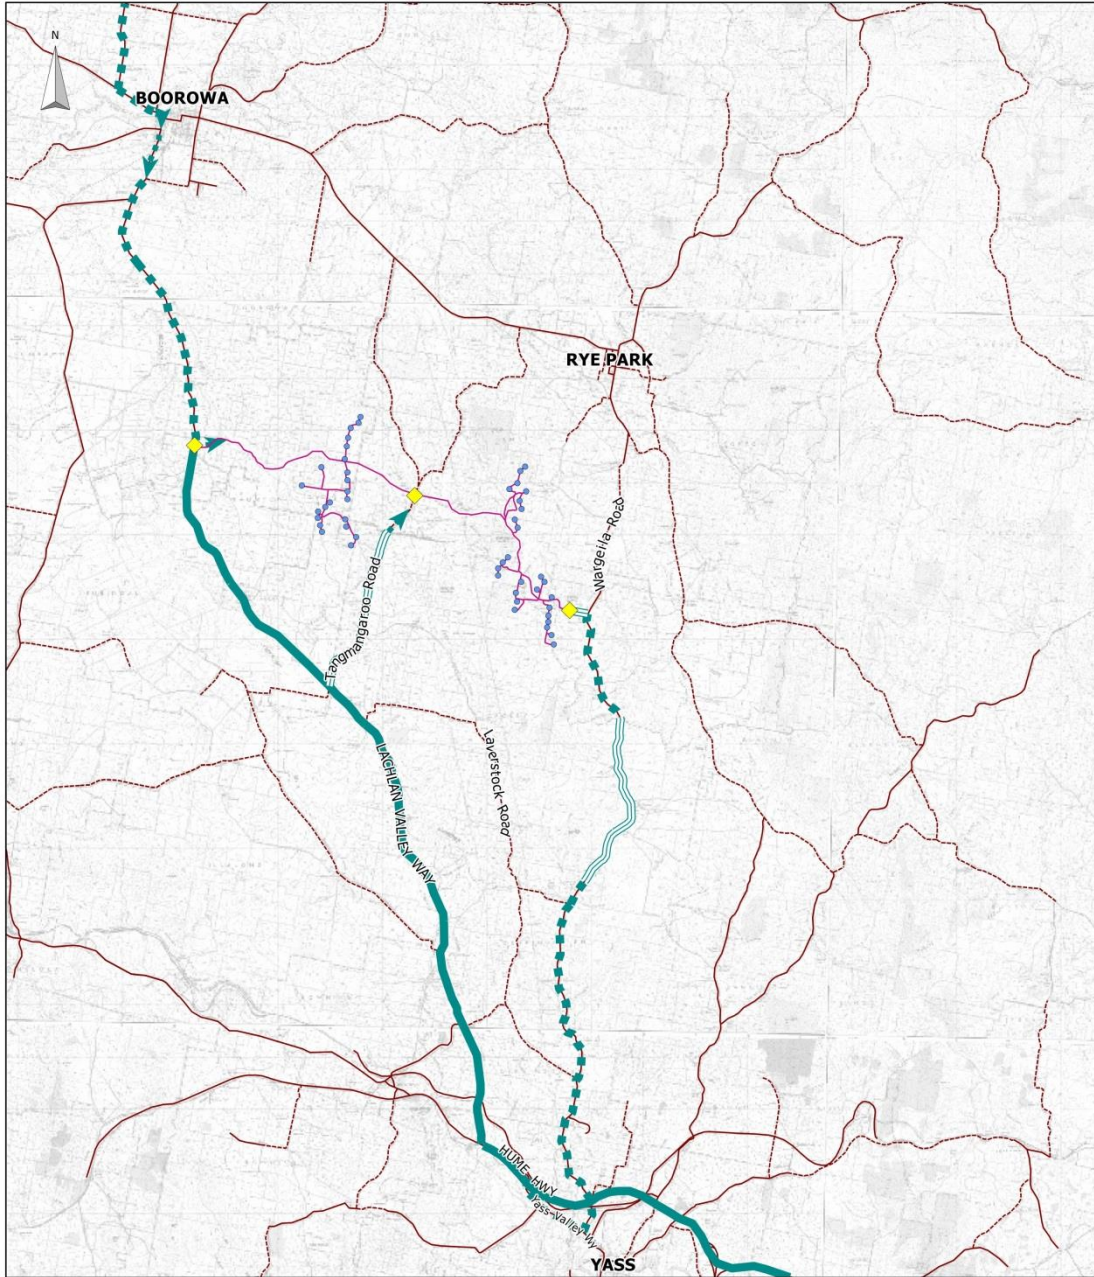 N
BOOROWA
RYE PARK
Wargeila Road
Tangmangaroo Road
Laverstock Road
LACHLAN VALLEY WAY
HUME HWY
Yass Valley Wy
YASS